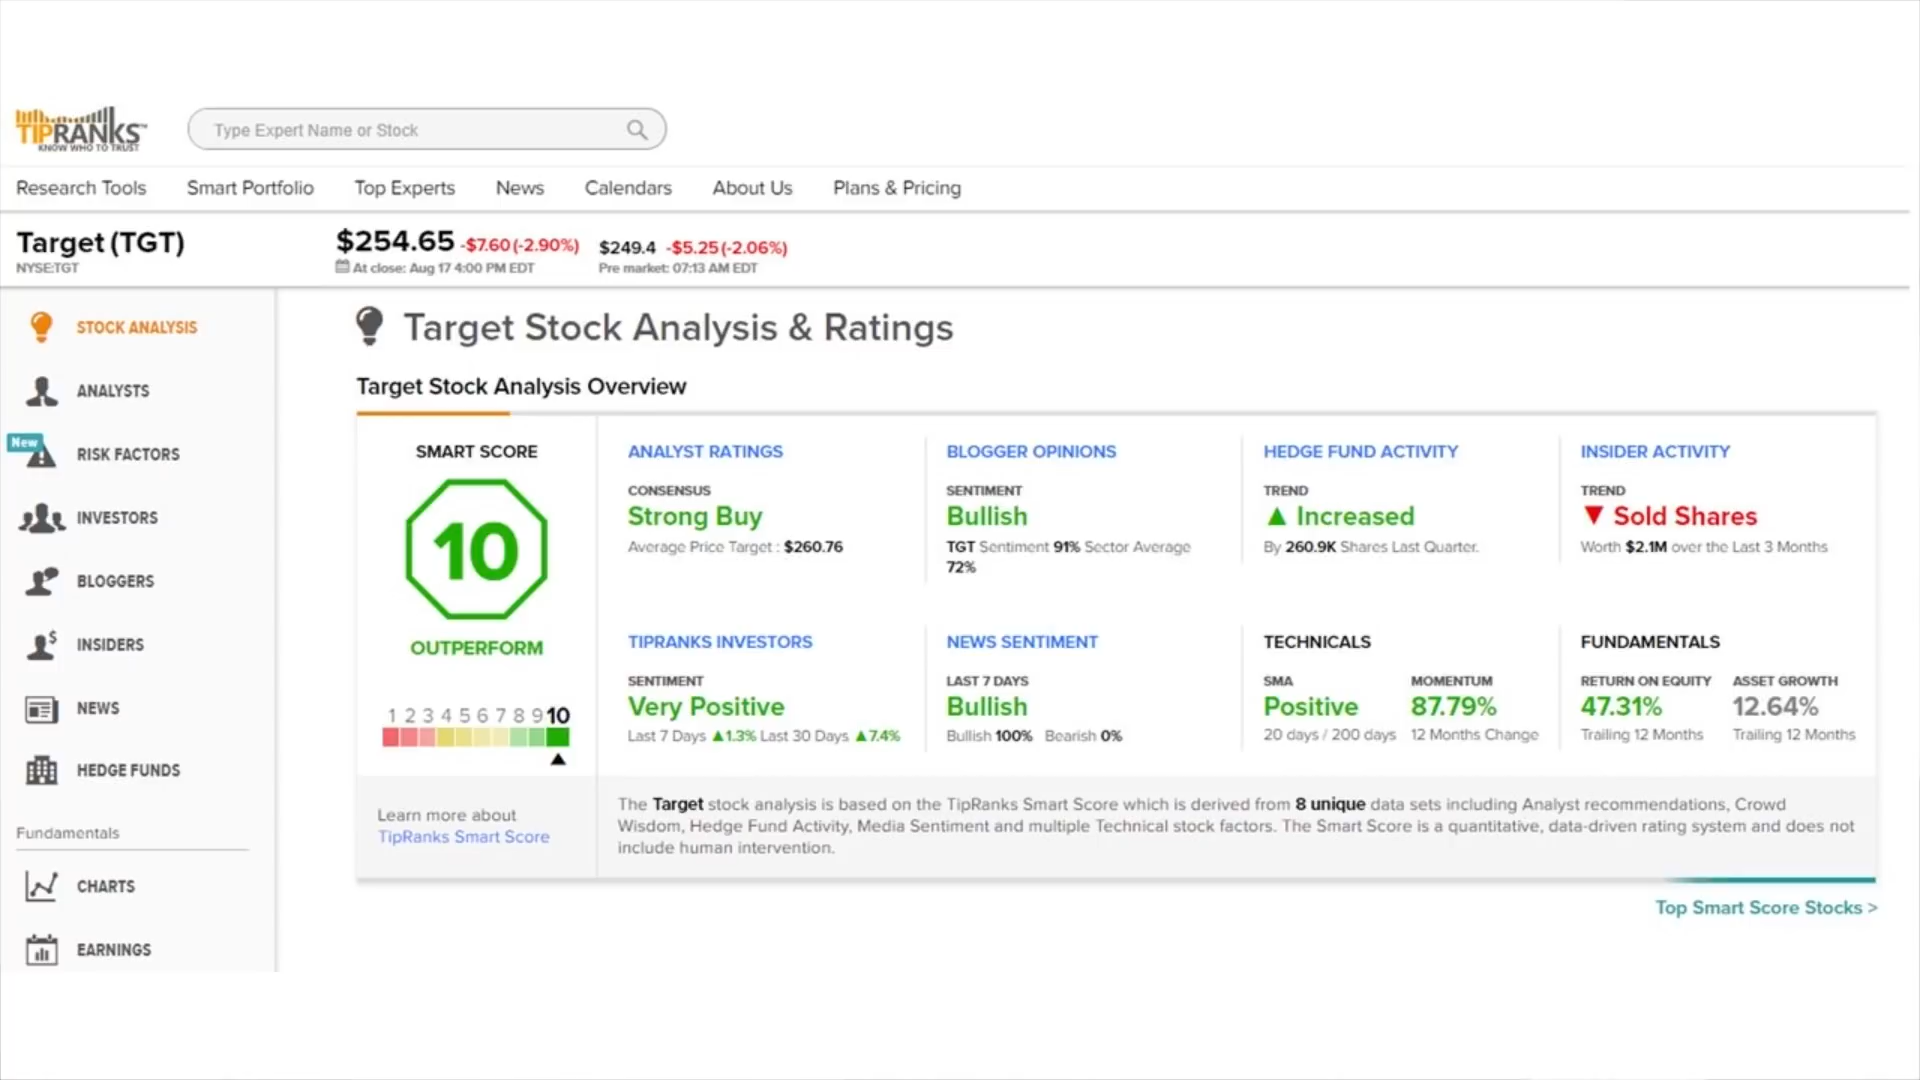 TIPRANKS™
KNOW WHO TO TRUST
Type Expert Name or Stock
Research Tools Smart Portfolio Top Experts News Calendars About Us Plans & Pricing
Target (TGT)
NYSE:TGT
$254.65 -$7.60 (-2.90%)
At close: Aug 17 4:00 PM EDT
$249.4 -$5.25 (-2.06%)
Pre market: 07:13 AM EDT
STOCK ANALYSIS
ANALYSTS
New
RISK FACTORS
INVESTORS
BLOGGERS
INSIDERS
NEWS
HEDGE FUNDS
Fundamentals
CHARTS
EARNINGS
Target Stock Analysis & Ratings
Target Stock Analysis Overview
SMART SCORE
10
OUTPERFORM
1 2 3 4 5 6 7 8 9 10
Learn more about
TipRanks Smart Score
ANALYST RATINGS
CONSENSUS
Strong Buy
Average Price Target : $260.76
BLOGGER OPINIONS
SENTIMENT
Bullish
TGT Sentiment 91% Sector Average
72%
HEDGE FUND ACTIVITY
TREND
▲ Increased
By 260.9K Shares Last Quarter.
INSIDER ACTIVITY
TREND
▼ Sold Shares
Worth $2.1M over the Last 3 Months
TIPRANKS INVESTORS
SENTIMENT
Very Positive
Last 7 Days ▲1.3% Last 30 Days ▲7.4%
NEWS SENTIMENT
LAST 7 DAYS
Bullish
Bullish 100% Bearish 0%
TECHNICALS
SMA
Positive
20 days / 200 days
MOMENTUM
87.79%
12 Months Change
FUNDAMENTALS
RETURN ON EQUITY
47.31%
Trailing 12 Months
ASSET GROWTH
12.64%
Trailing 12 Months
The Target stock analysis is based on the TipRanks Smart Score which is derived from 8 unique data sets including Analyst recommendations, Crowd
Wisdom, Hedge Fund Activity, Media Sentiment and multiple Technical stock factors. The Smart Score is a quantitative, data-driven rating system and does not
include human intervention.
Top Smart Score Stocks >